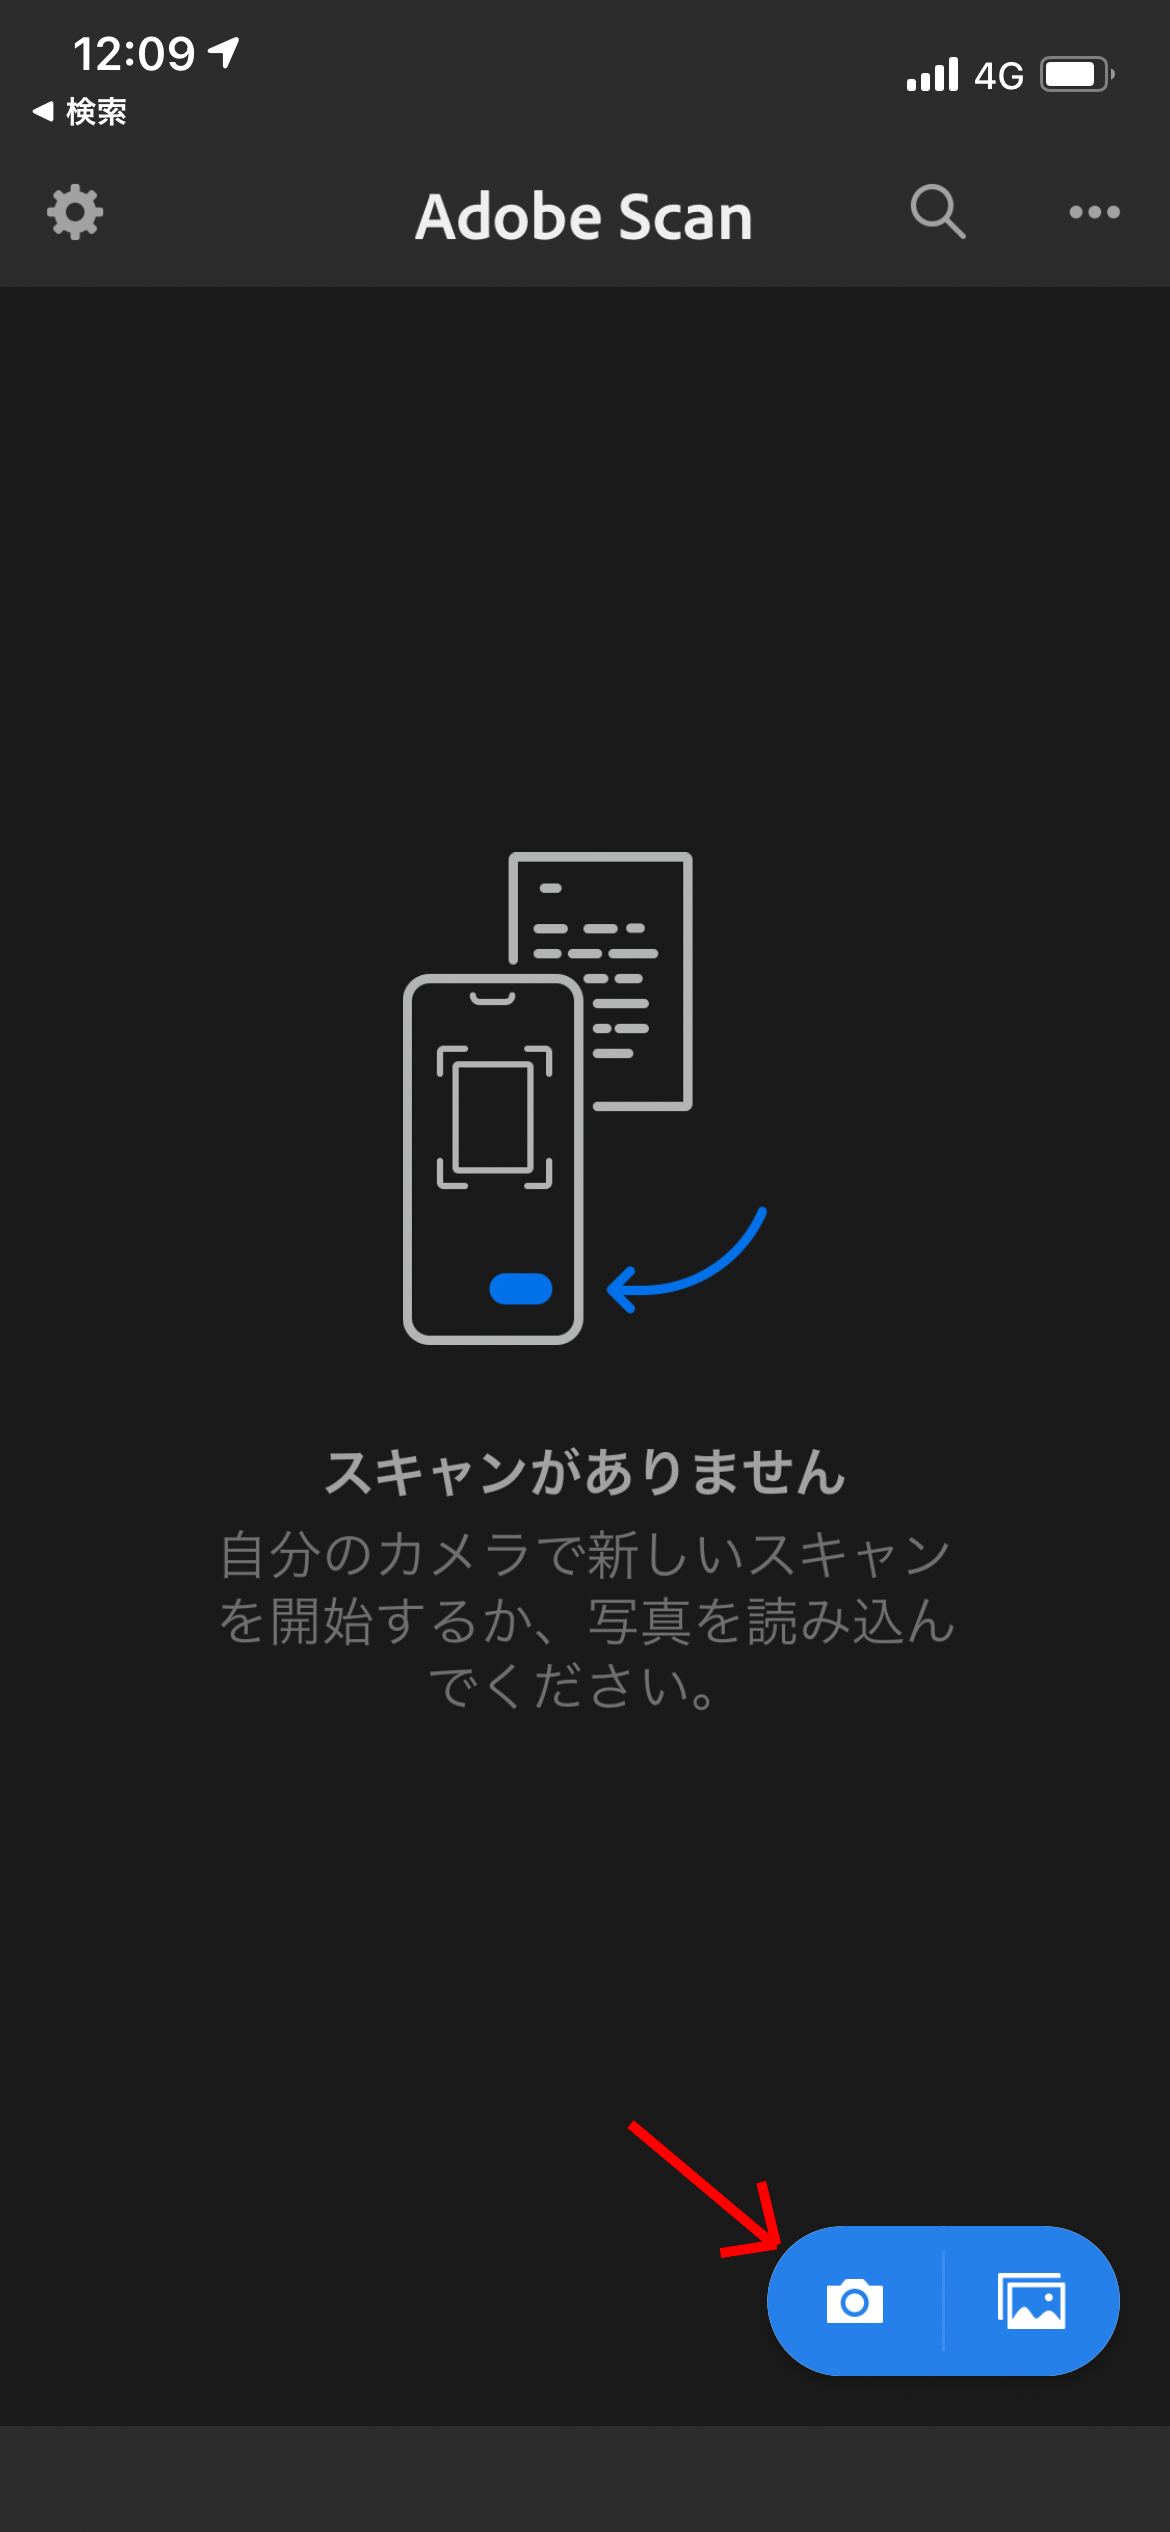 12:09
4G
検索
Adobe Scan
スキャンがありません
自分のカメラで新しいスキャン
を開始するか、写真を読み込ん
でください。